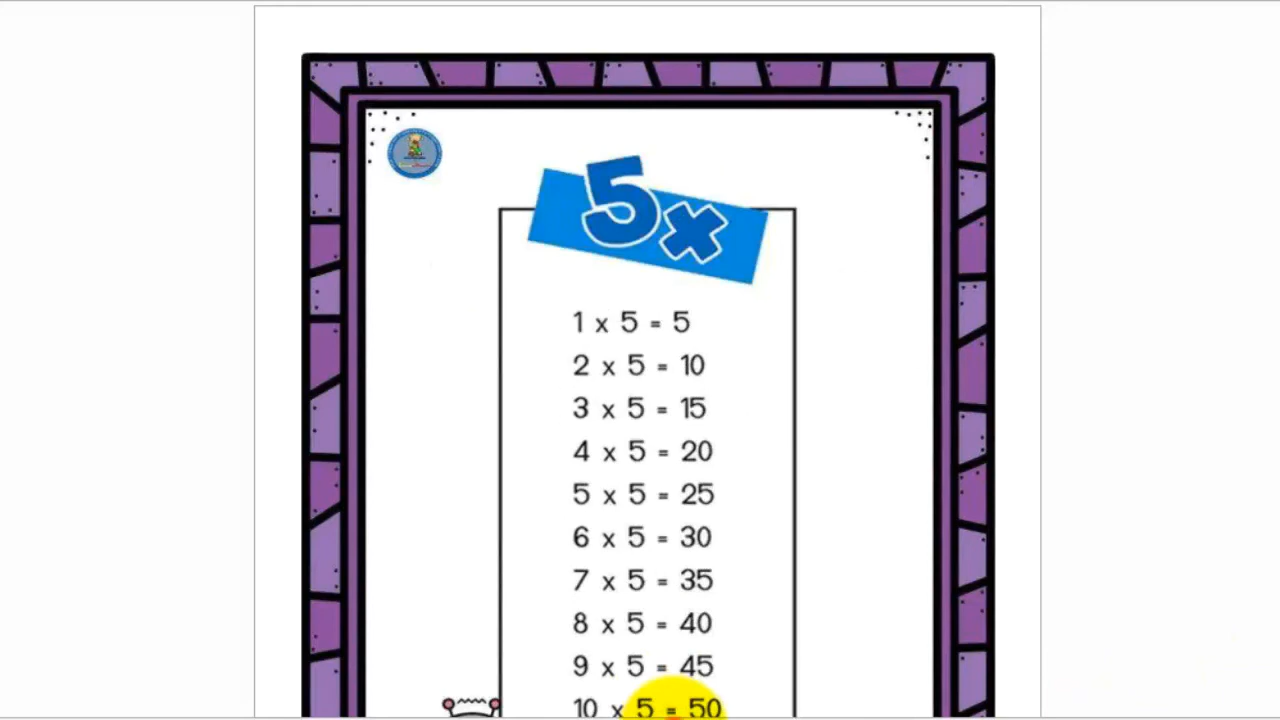 5x
1 x 5 = 5
2 x 5 = 10
3 x 5 = 15
4 x 5 = 20
5 x 5 = 25
6 x 5 = 30
7 x 5 = 35
8 x 5 = 40
9 x 5 = 45
10 x 5 = 50